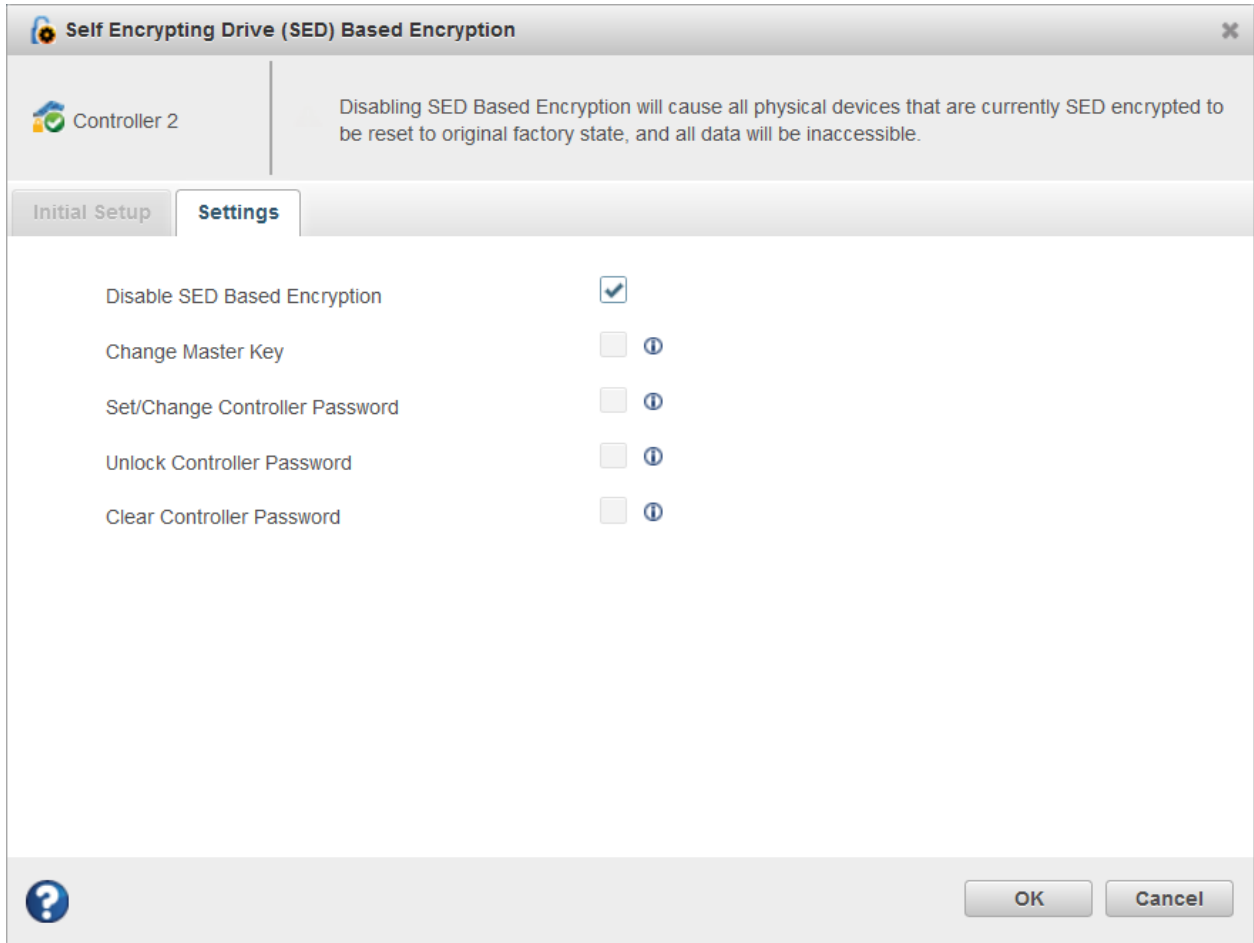 Self Encrypting Drive (SED) Based Encryption
Controller 2
Disabling SED Based Encryption will cause all physical devices that are currently SED encrypted to
be reset to original factory state, and all data will be inaccessible.
Initial Setup
Settings
Disable SED Based Encryption
Change Master Key
Set/Change Controller Password
Unlock Controller Password
Clear Controller Password
OK
Cancel